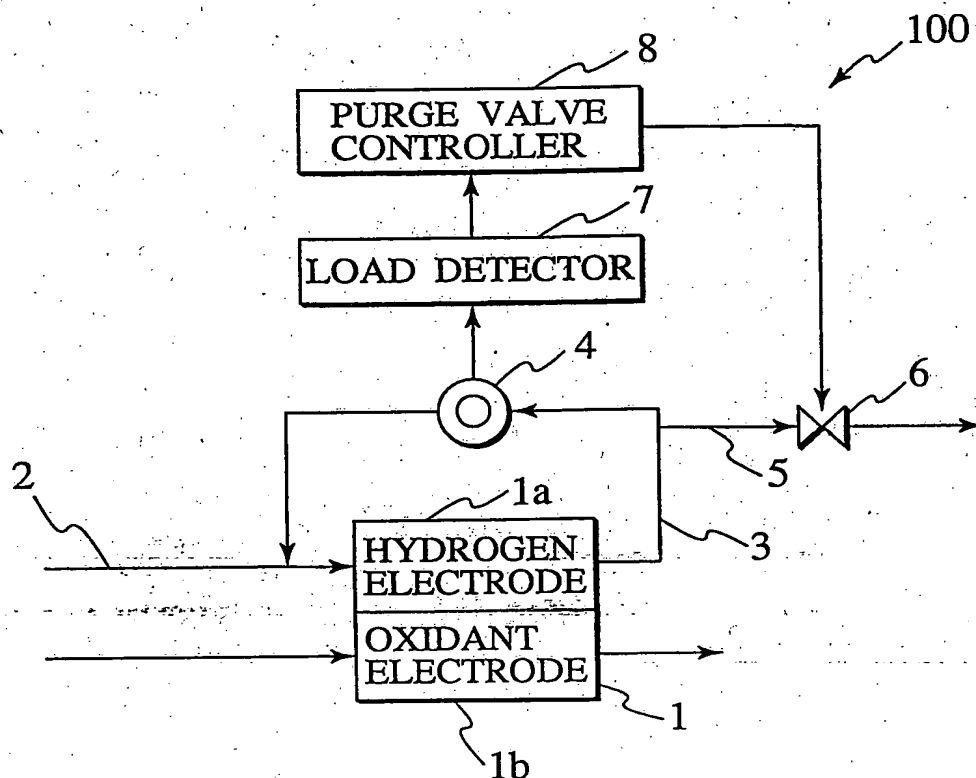 100
8
PURGE VALVE
CONTROLLER
7
LOAD DETECTOR
4
6
5
2
1a
3
HYDROGEN
ELECTRODE
OXIDANT
ELECTRODE
1
1b